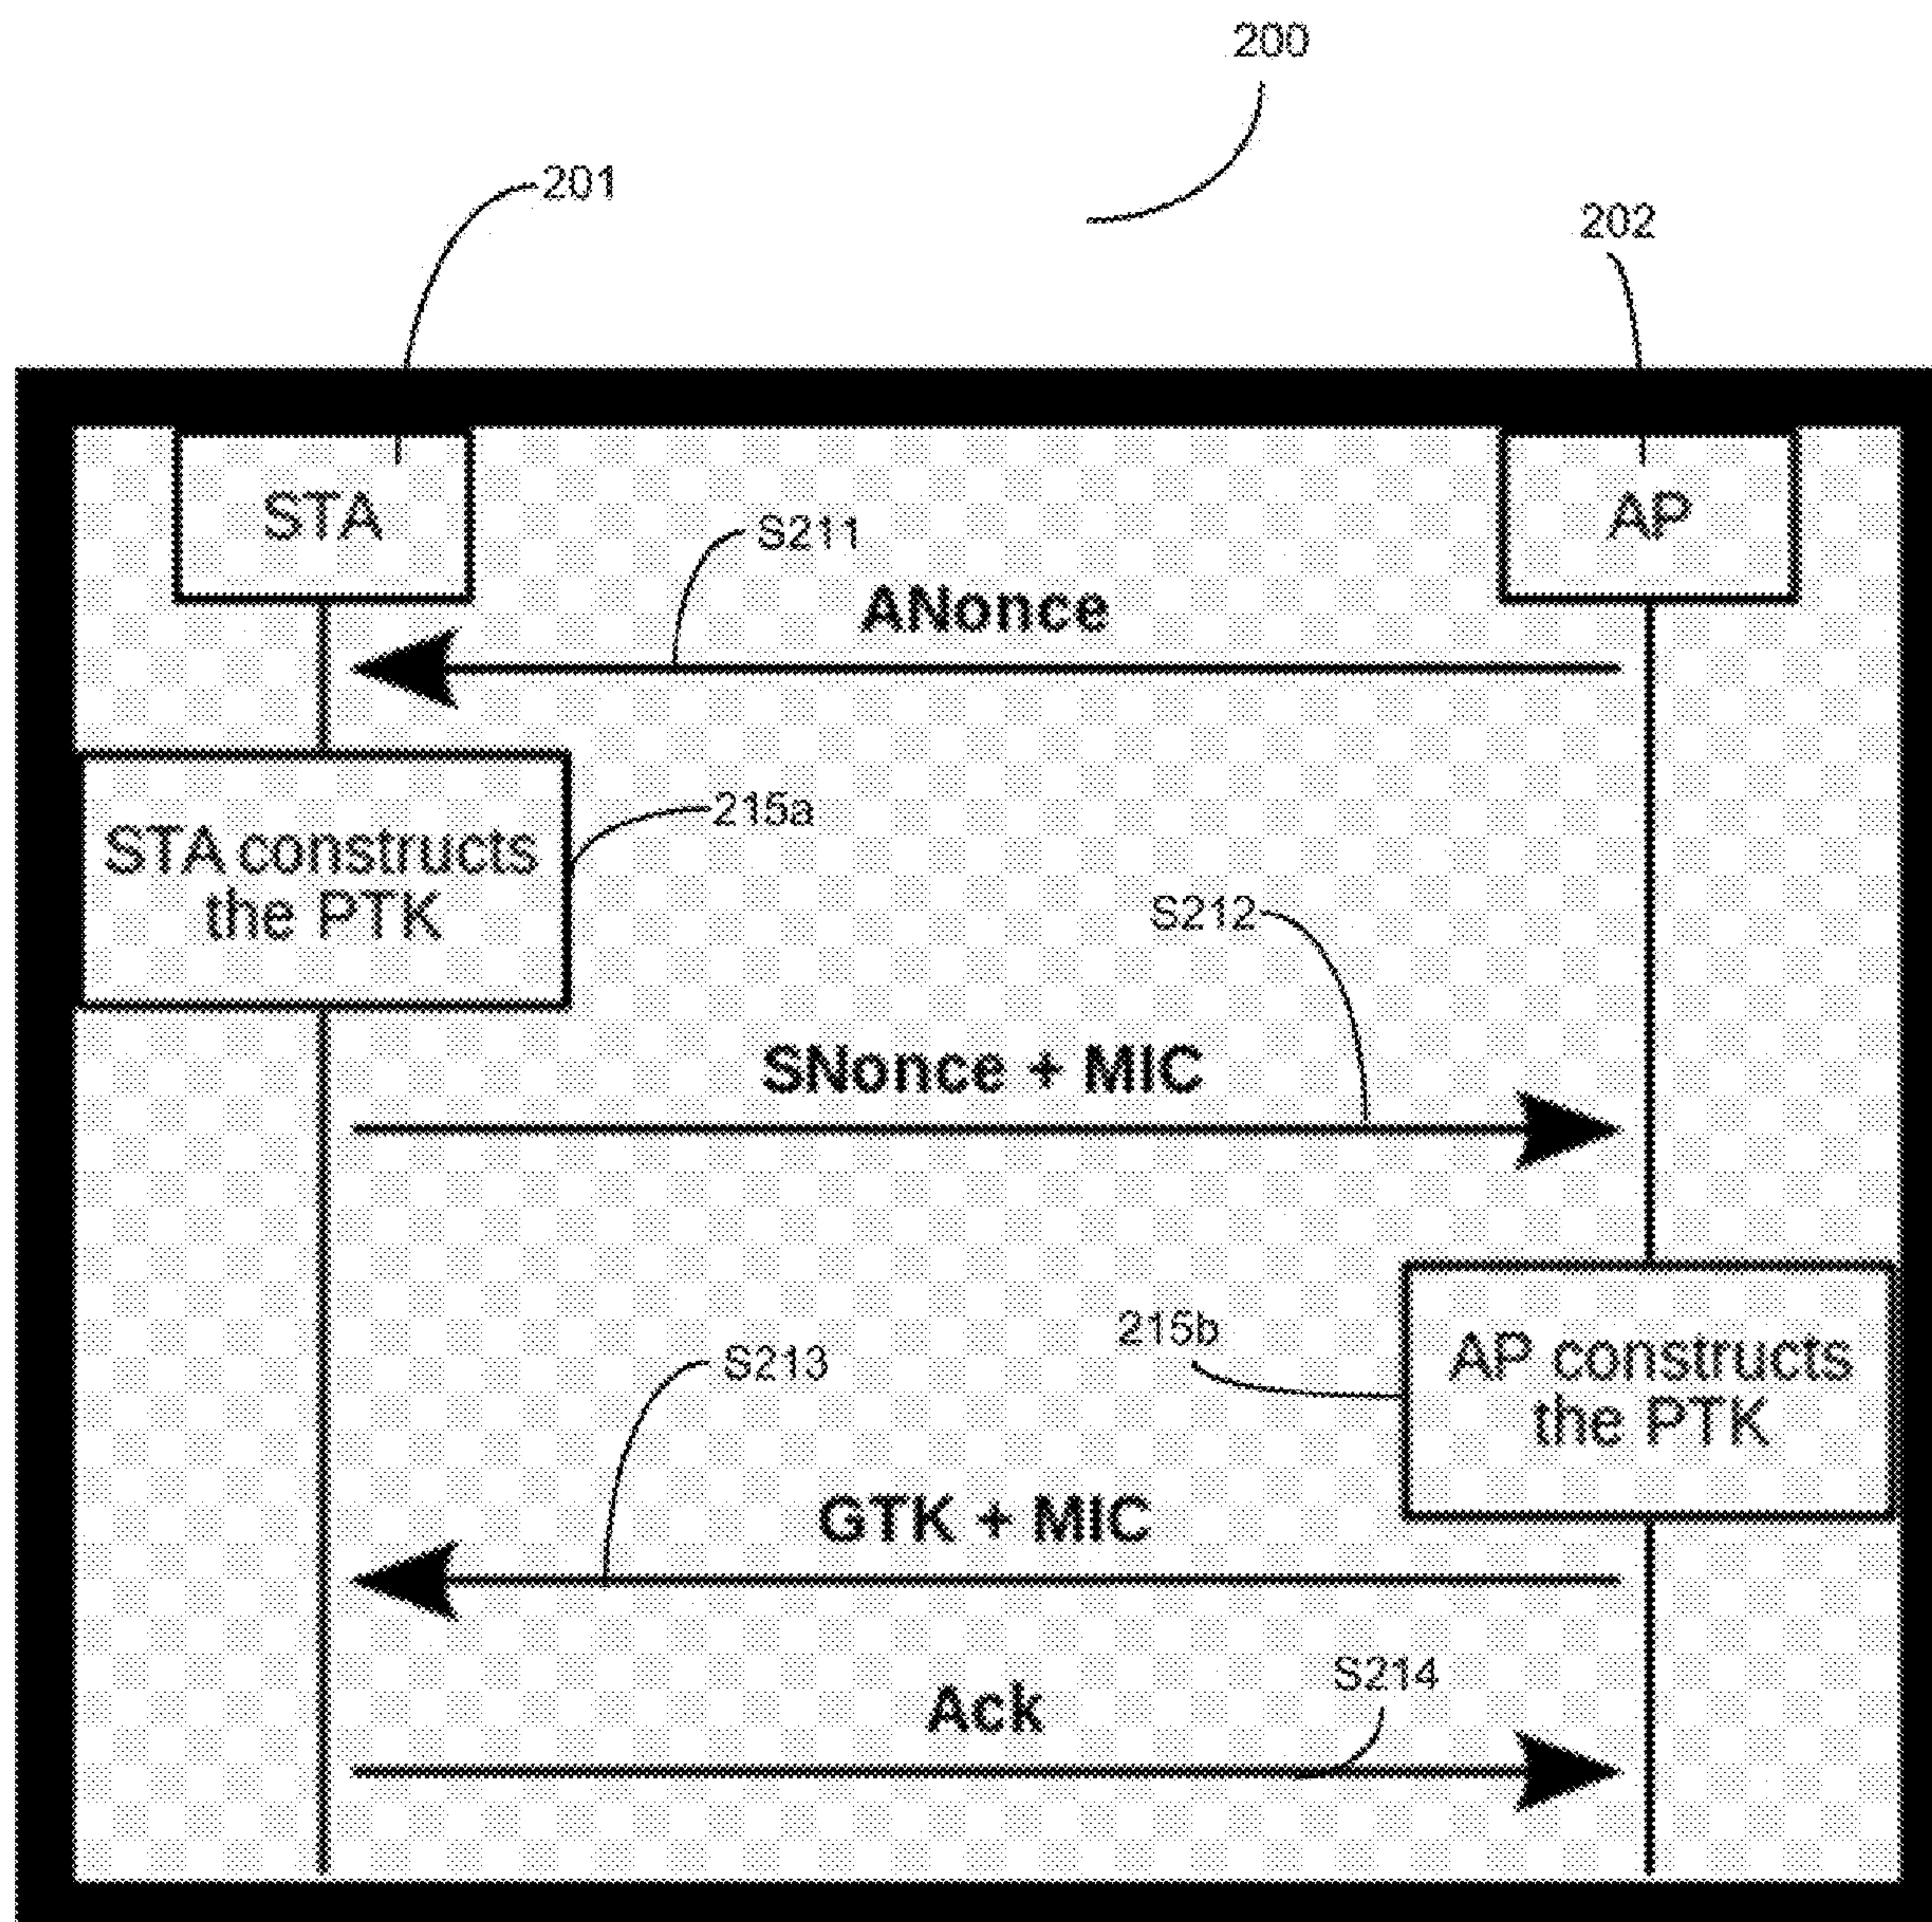 200
201
202
STA
AP
S211
ANonce
STA constructs
the PTK
215a
S212
SNonce + MIC
215b
AP constructs
the PTK
S213
GTK + MIC
S214
Ack